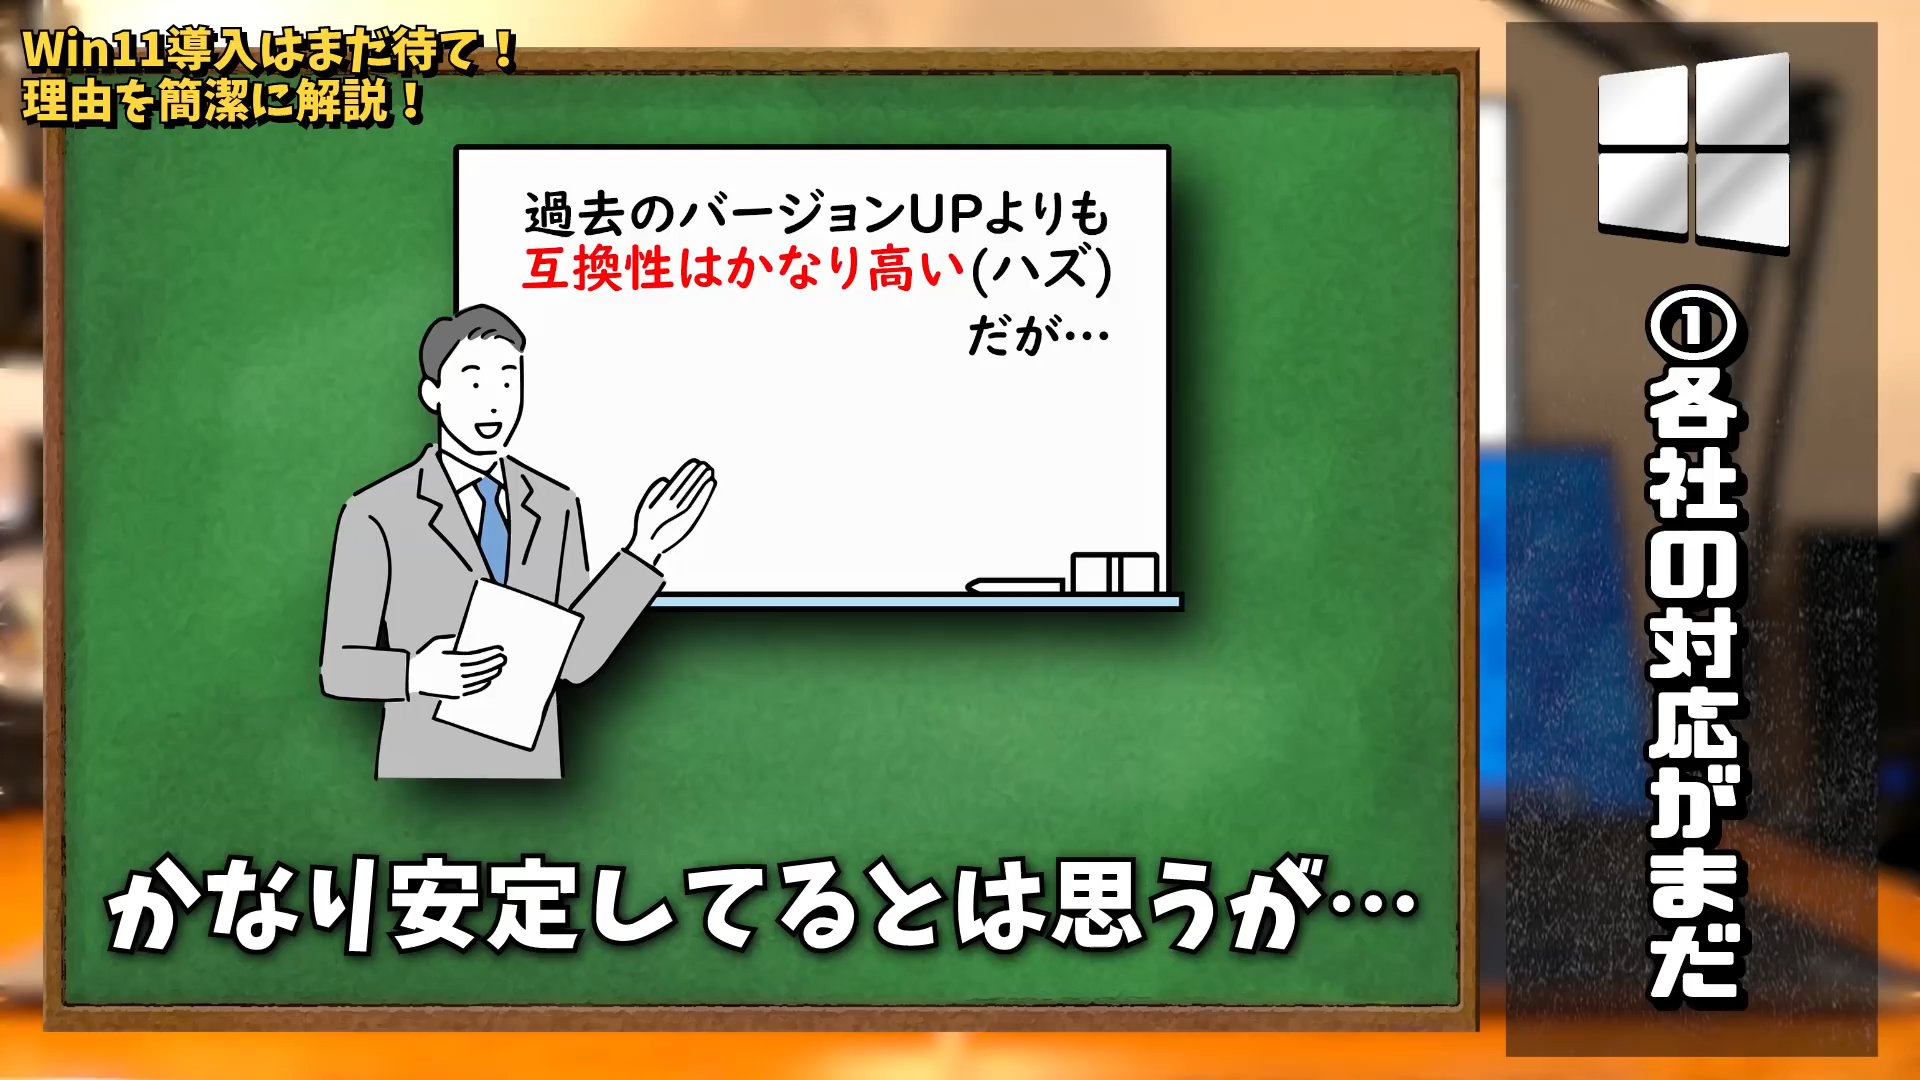 Win11導入はまだ待て！
理由を簡潔に解説！
過去のバージョンUPよりも
互換性はかなり高い(ハズ)
だが…
①各社の対応がまだ
かなり安定してるとは思うが…